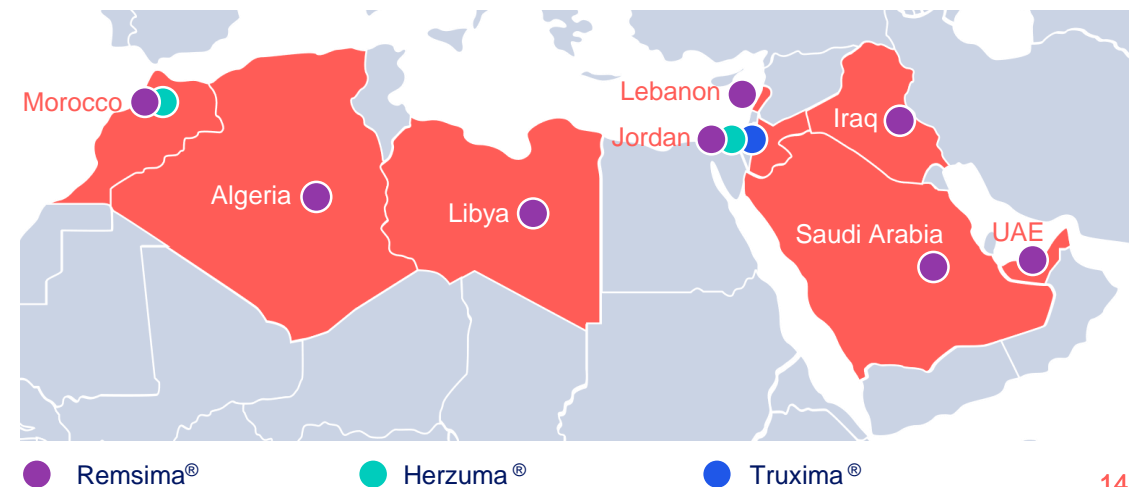 Morocco
Lebanon
Jordan
Iraq
Algeria
Libya
Saudi Arabia
UAE
Remsima®
Herzuma ®
Truxima ®
14